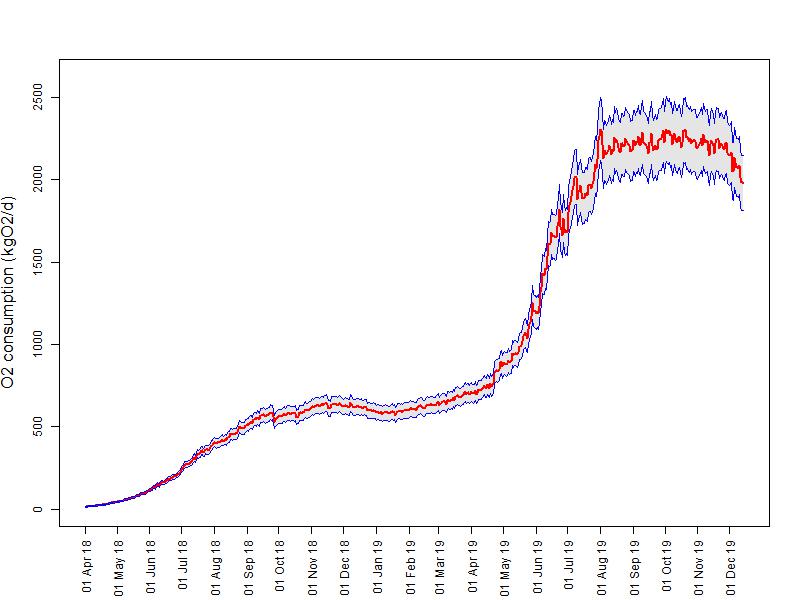 O2 consumption (kgO2/d)
2500
2000
1500
1000
500
0
01 Apr 18
01 May 18
01 Jun 18
01 Jul 18
01 Aug 18
01 Sep 18
01 Oct 18
01 Nov 18
01 Dec 18
01 Jan 19
01 Feb 19
01 Mar 19
01 Apr 19
01 May 19
01 Jun 19
01 Jul 19
01 Aug 19
01 Sep 19
01 Oct 19
01 Nov 19
01 Dec 19